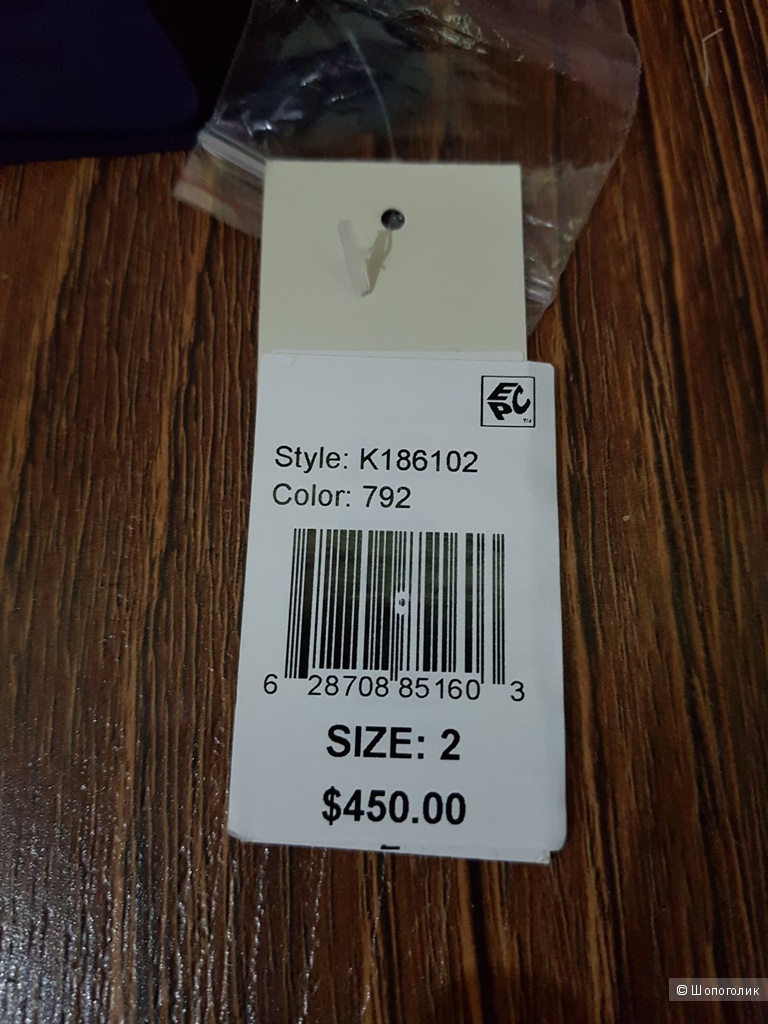 EPC
Style: K186102
Color: 792
6 28708 85160 3
SIZE: 2
$450.00
© Шопоголик